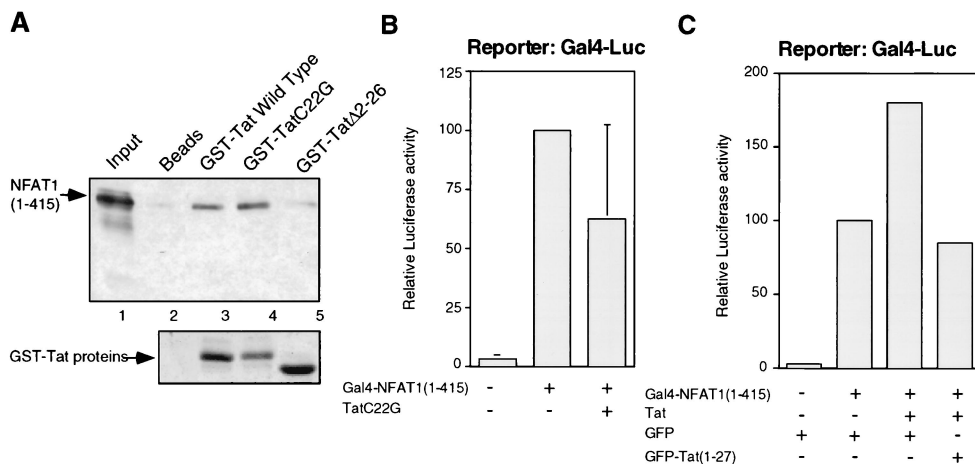 A
Input
Beads
GST-Tat Wild Type
GST-TatC22G
GST-TatΔ2-26
NFAT1
(1-415)
1 2 3 4 5
GST-Tat proteins
B
Reporter: Gal4-Luc
Relative Luciferase activity
125
100
75
50
25
0
Gal4-NFAT1(1-415) - + +
TatC22G - - +
C
Reporter: Gal4-Luc
Relative Luciferase activity
200
150
100
50
0
Gal4-NFAT1(1-415) - + + +
Tat - - + +
GFP + + + -
GFP-Tat(1-27) - - - +